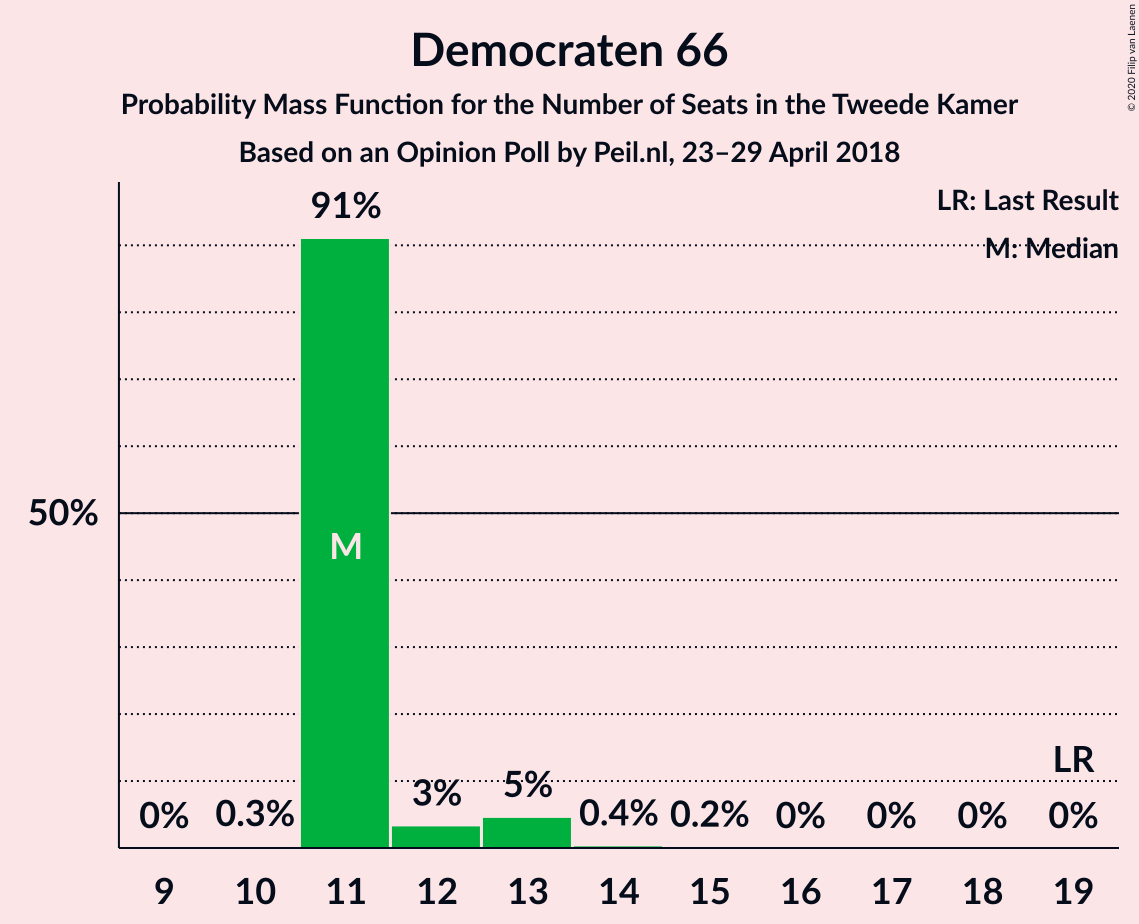 Democraten 66
Probability Mass Function for the Number of Seats in the Tweede Kamer
Based on an Opinion Poll by Peil.nl, 23–29 April 2018
© 2020 Filip van Laenen
LR: Last Result
M: Median
91%
50%
M
LR
0% 0.3% 3% 5% 0.4% 0.2% 0% 0% 0% 0%
9 10 11 12 13 14 15 16 17 18 19